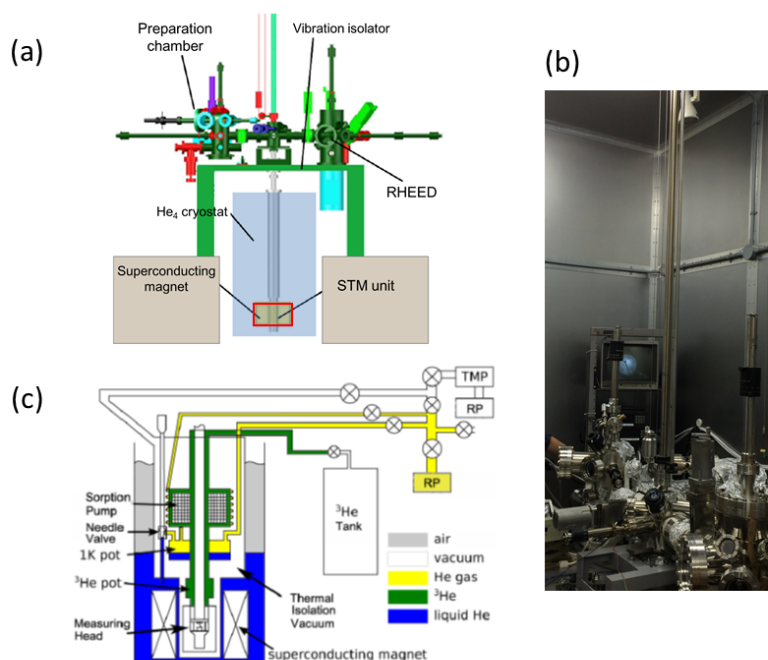 (a)
Preparation
chamber
Vibration isolator
RHEED
He4 cryostat
Superconducting
magnet
STM unit
(b)
(c)
TMP
RP
RP
Sorption
Pump
Needle
Valve
1K pot
³He pot
Measuring
Head
³He
Tank
Thermal
Isolation
Vacuum
superconducting magnet
air
vacuum
He gas
³He
liquid He